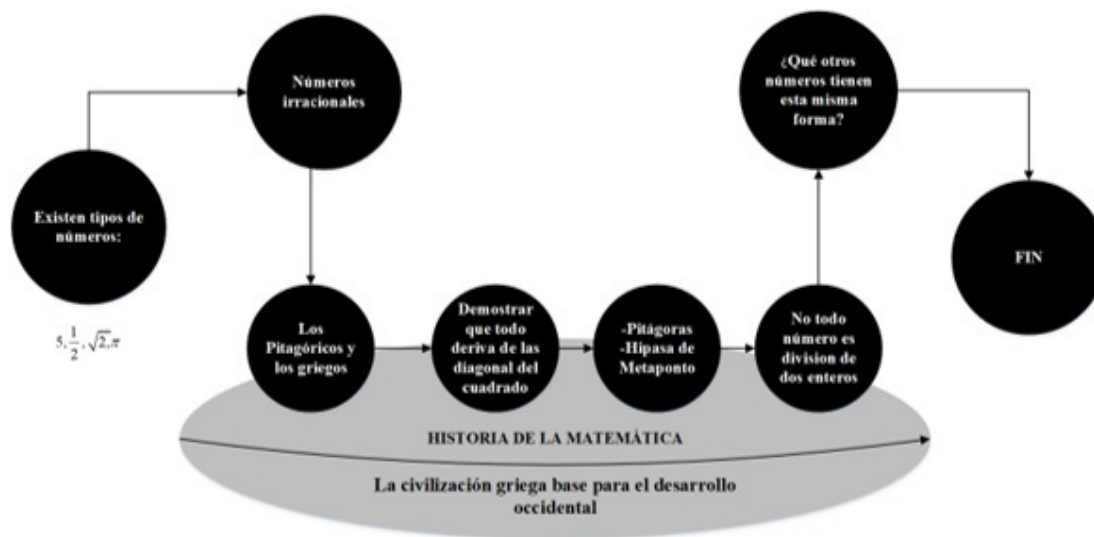 Existen tipos de
números:
5, 1/2, √2, π
Números
irracionales
Los
Pitagóricos y
los griegos
Demostrar
que todo
deriva de las
diagonal del
cuadrado
-Pitágoras
-Hipasa de
Metaponto
No todo
número es
division de
dos enteros
¿Qué otros
números tienen
esta misma
forma?
FIN
HISTORIA DE LA MATEMÁTICA
La civilización griega base para el desarrollo
occidental